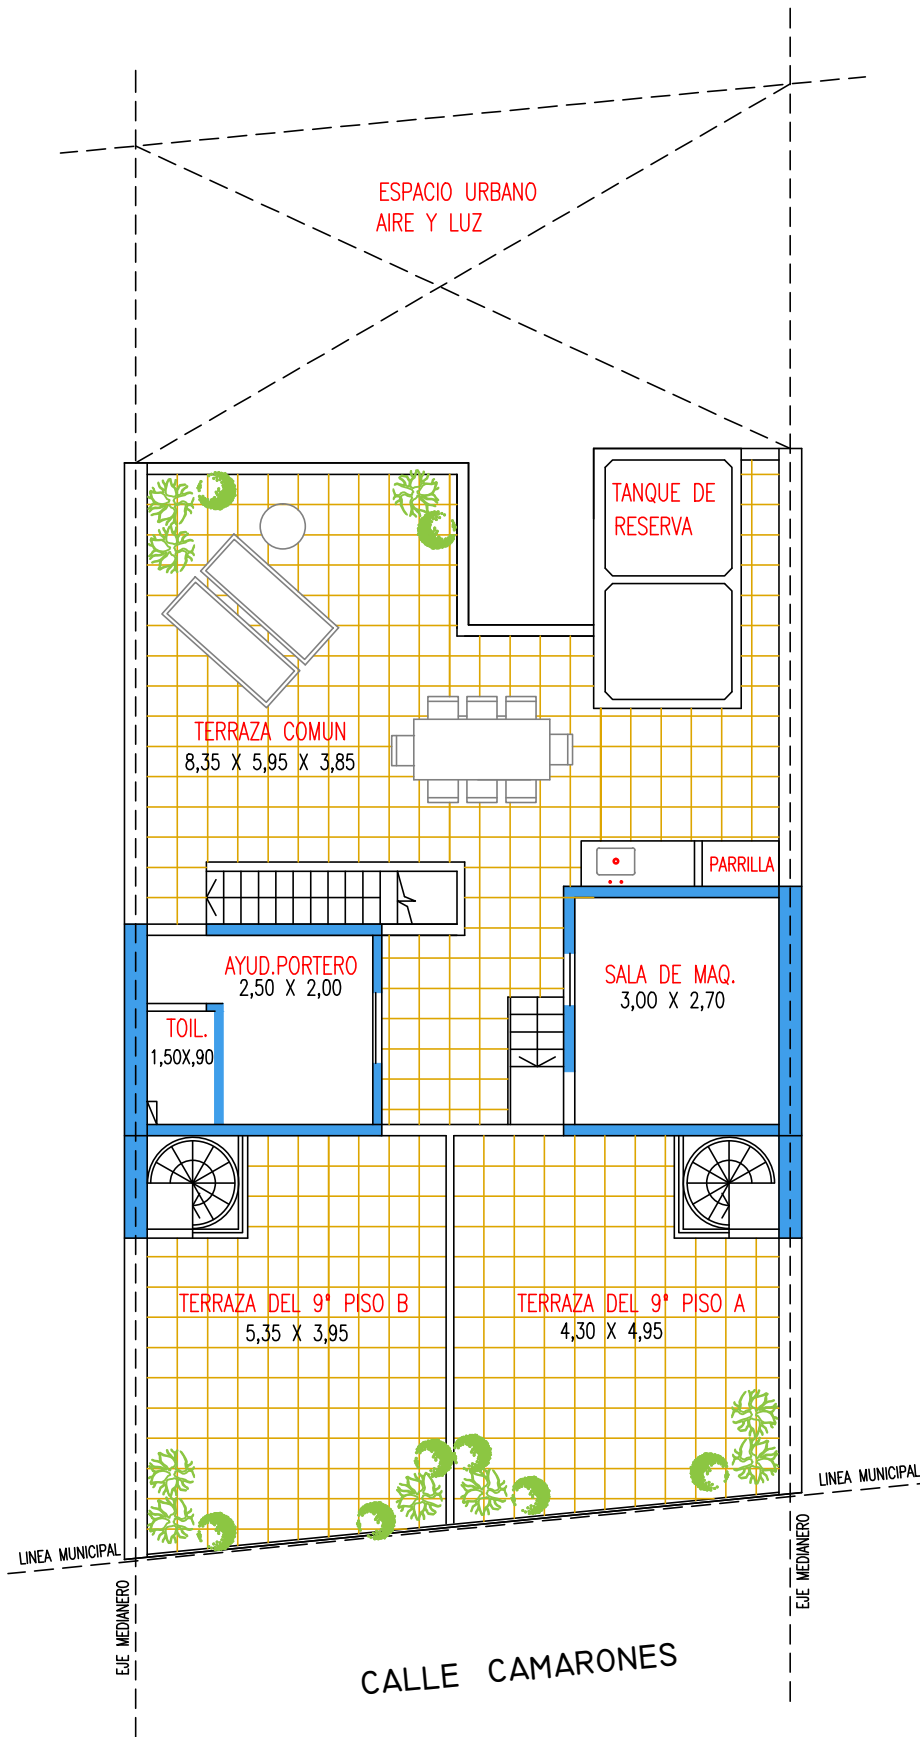 ESPACIO URBANO
AIRE Y LUZ
TANQUE DE
RESERVA
TERRAZA COMUN
8,35 X 5,95 X 3,85
PARRILLA
AYUD.PORTERO
2,50 X 2,00
SALA DE MAQ.
3,00 X 2,70
TOIL.
1,50X,90
TERRAZA DEL 9º PISO B
5,35 X 3,95
TERRAZA DEL 9º PISO A
4,30 X 4,95
LINEA MUNICIPAL
EJE MEDIANERO
LINEA MUNICIPAL
EJE MEDIANERO
CALLE CAMARONES